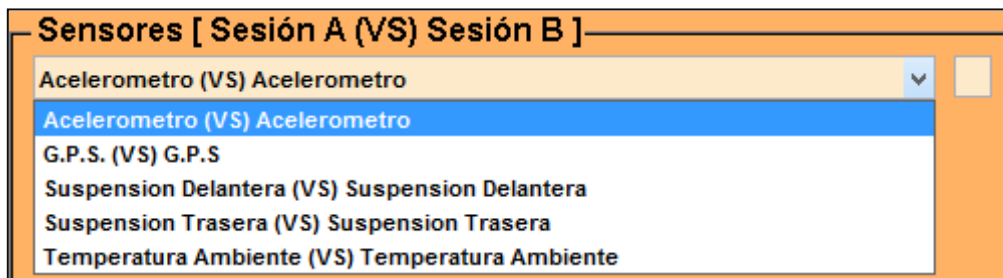 Sensores [ Sesión A (VS) Sesión B ]
Acelerometro (VS) Acelerometro
Acelerometro (VS) Acelerometro
G.P.S. (VS) G.P.S
Suspension Delantera (VS) Suspension Delantera
Suspension Trasera (VS) Suspension Trasera
Temperatura Ambiente (VS) Temperatura Ambiente